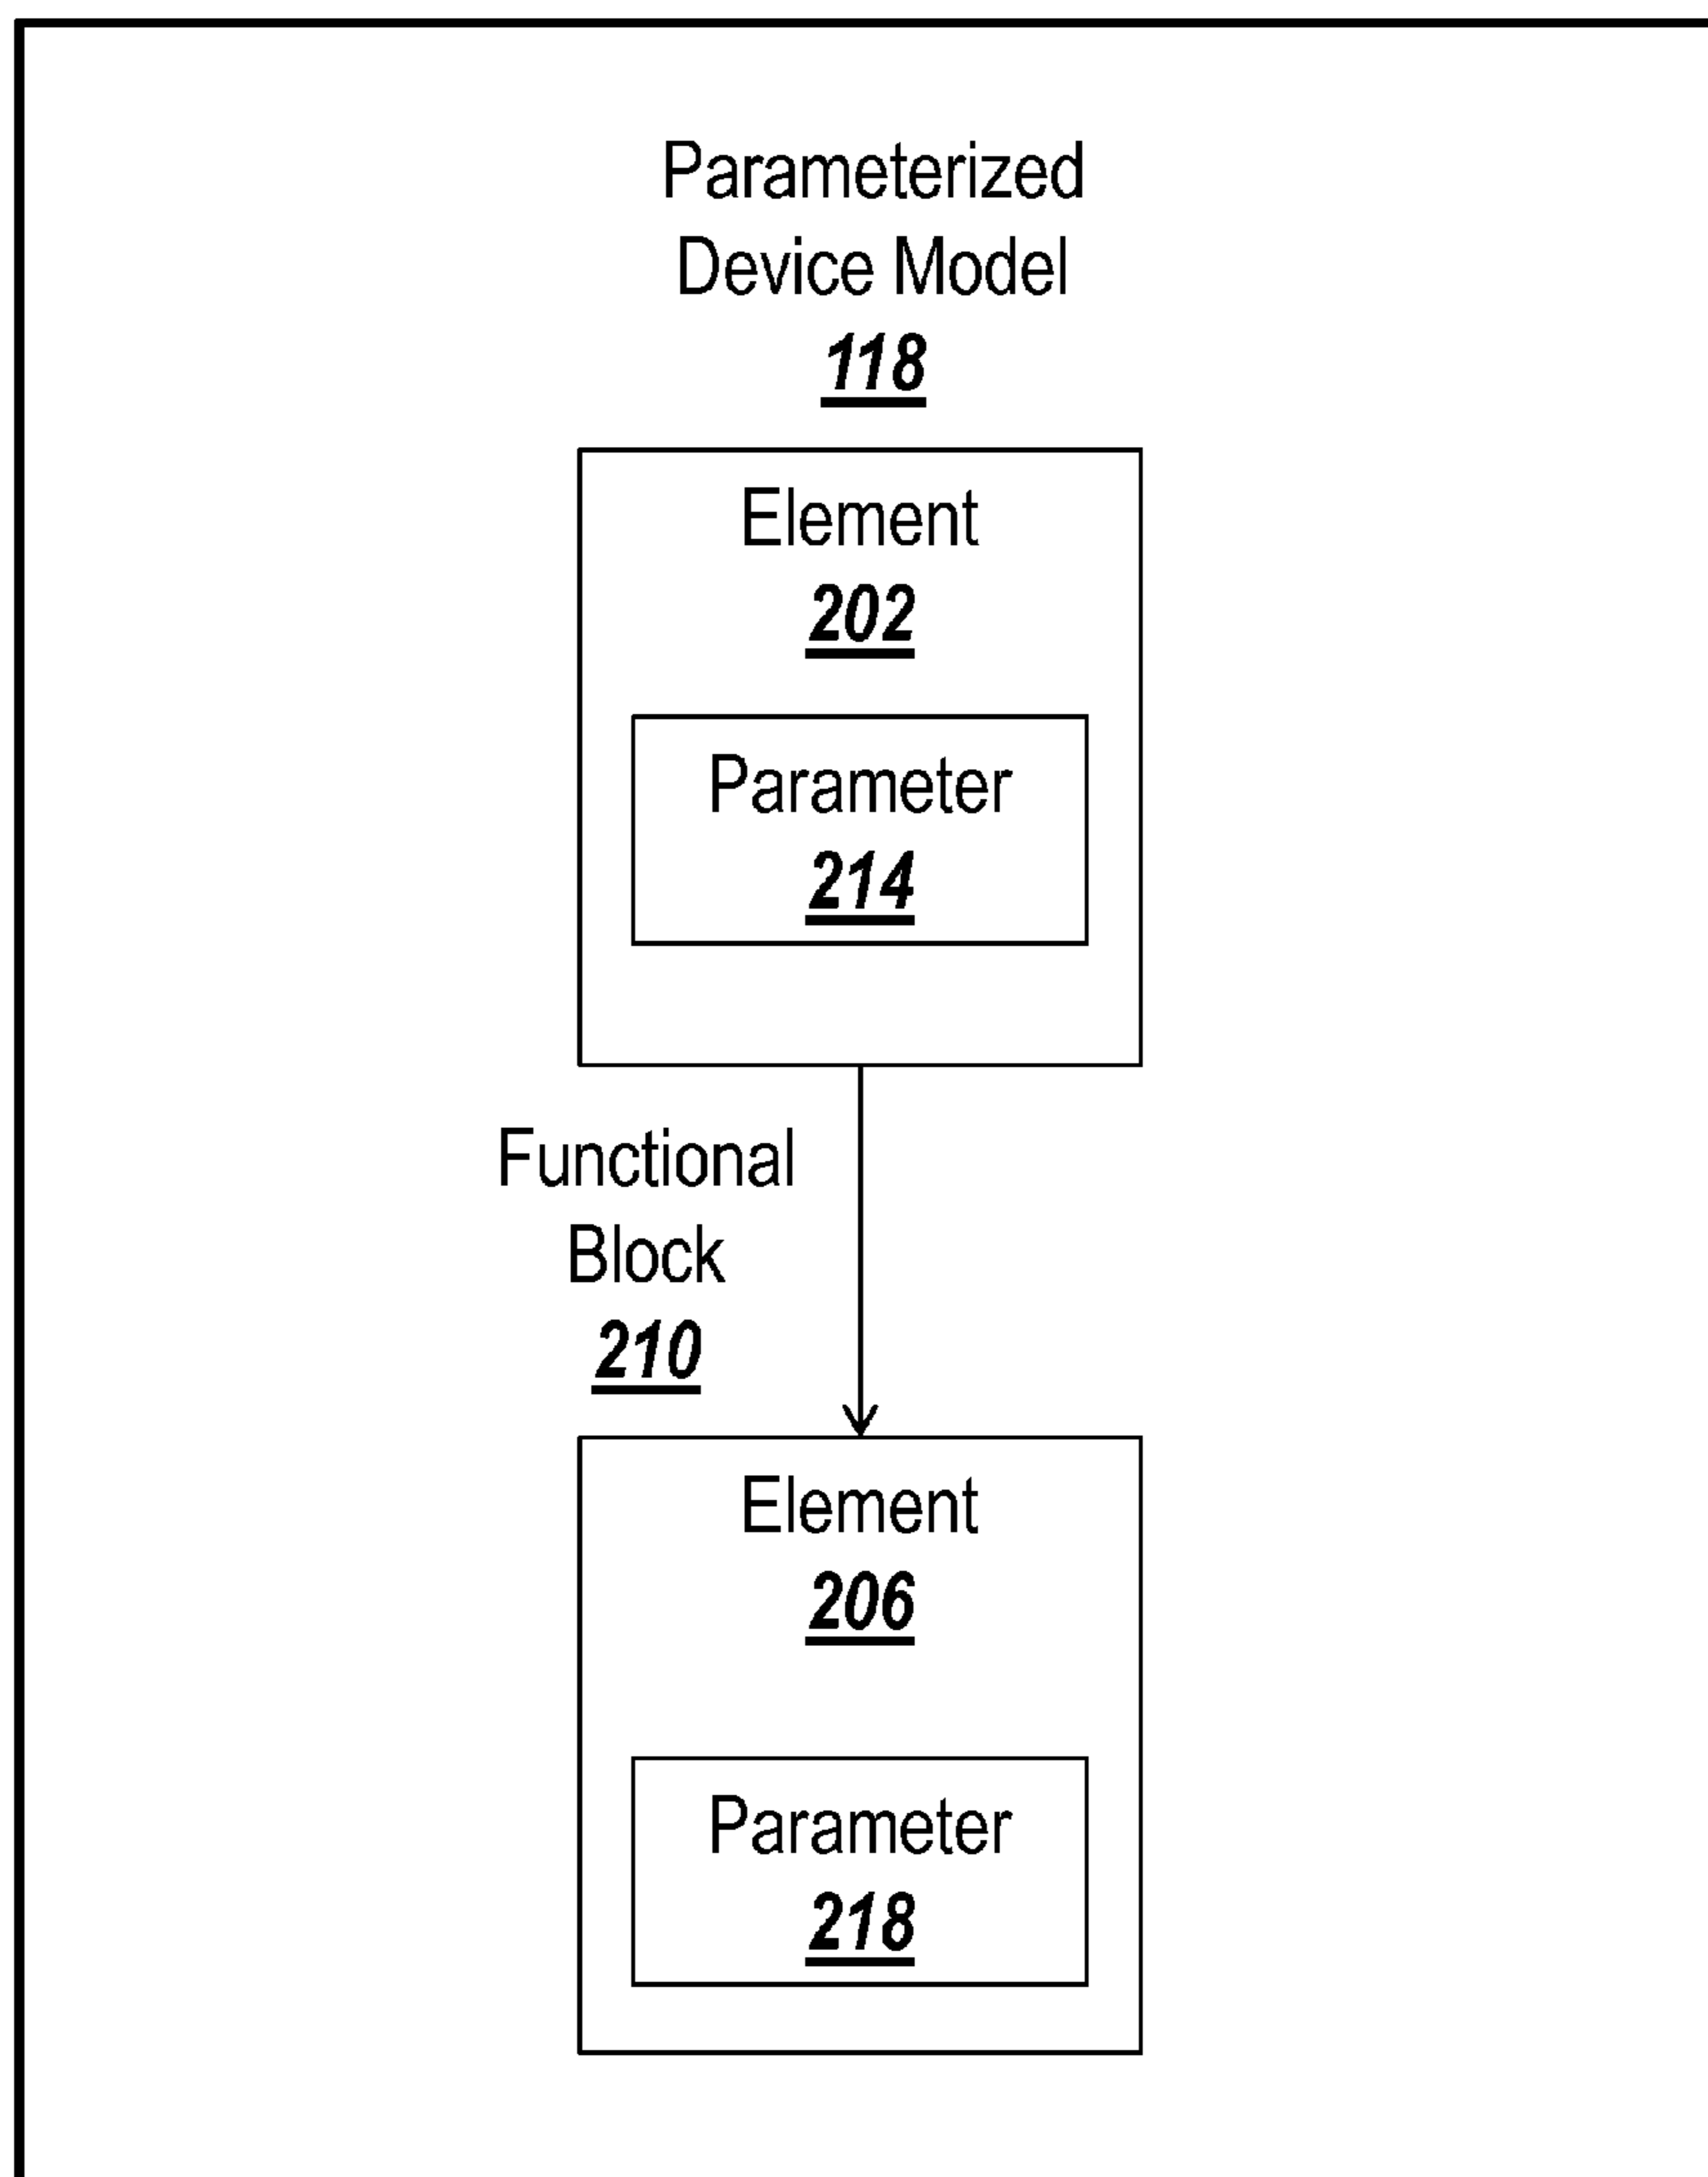 Parameterized
Device Model
118
Element
202
Parameter
214
Functional
Block
210
Element
206
Parameter
218